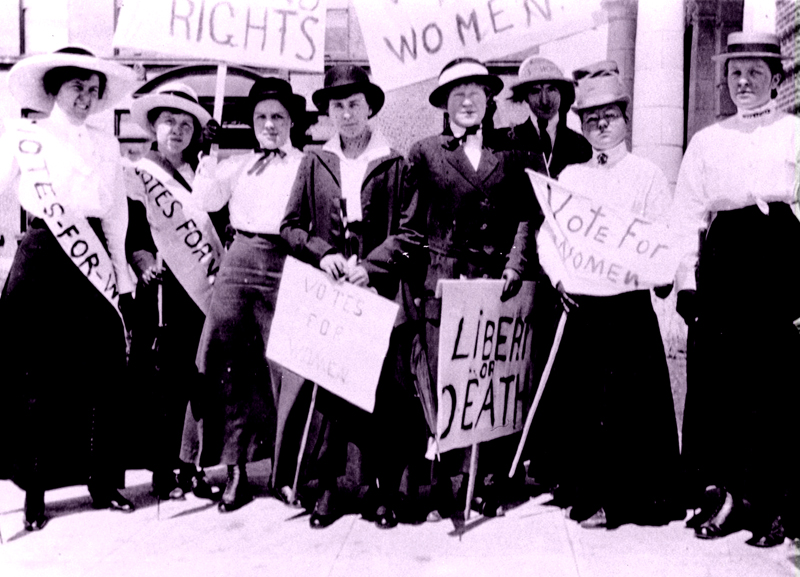 RIGHTS
WOMEN.
VOTES-FOR-W
VOTES FOR
VOTES
FOR
WOMEN
LIBERT
OR
DEATH
Vote For
WOMEN